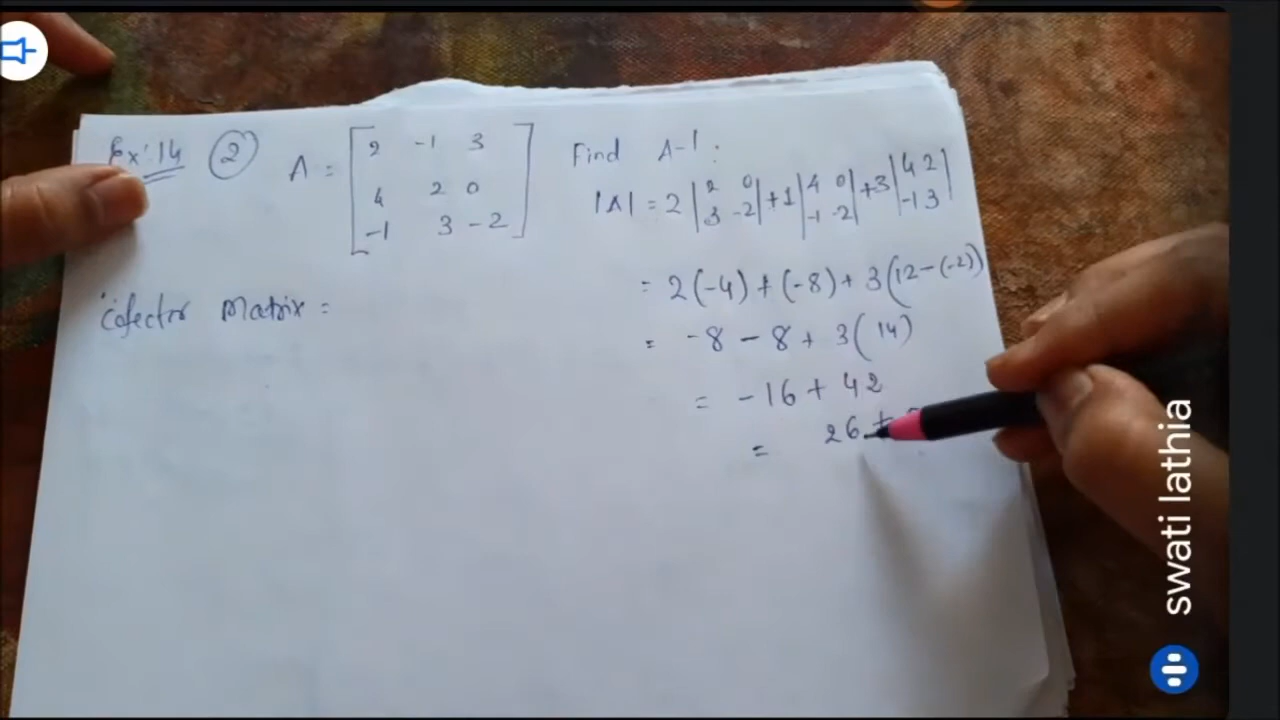 Ex:14 (2) A = [ 2 -1 3
4 2 0
-1 3 -2 ]
Find A-1:
|A| = 2 | 2 0
3 -2 | +1 | 4 0
-1 -2 | +3 | 4 2
-1 3 |
= 2(-4) + (-8) + 3(12-(-2))
= -8 - 8 + 3(14)
= -16 + 42
= 26 ≠
Cofector Matrix =
swati lathia